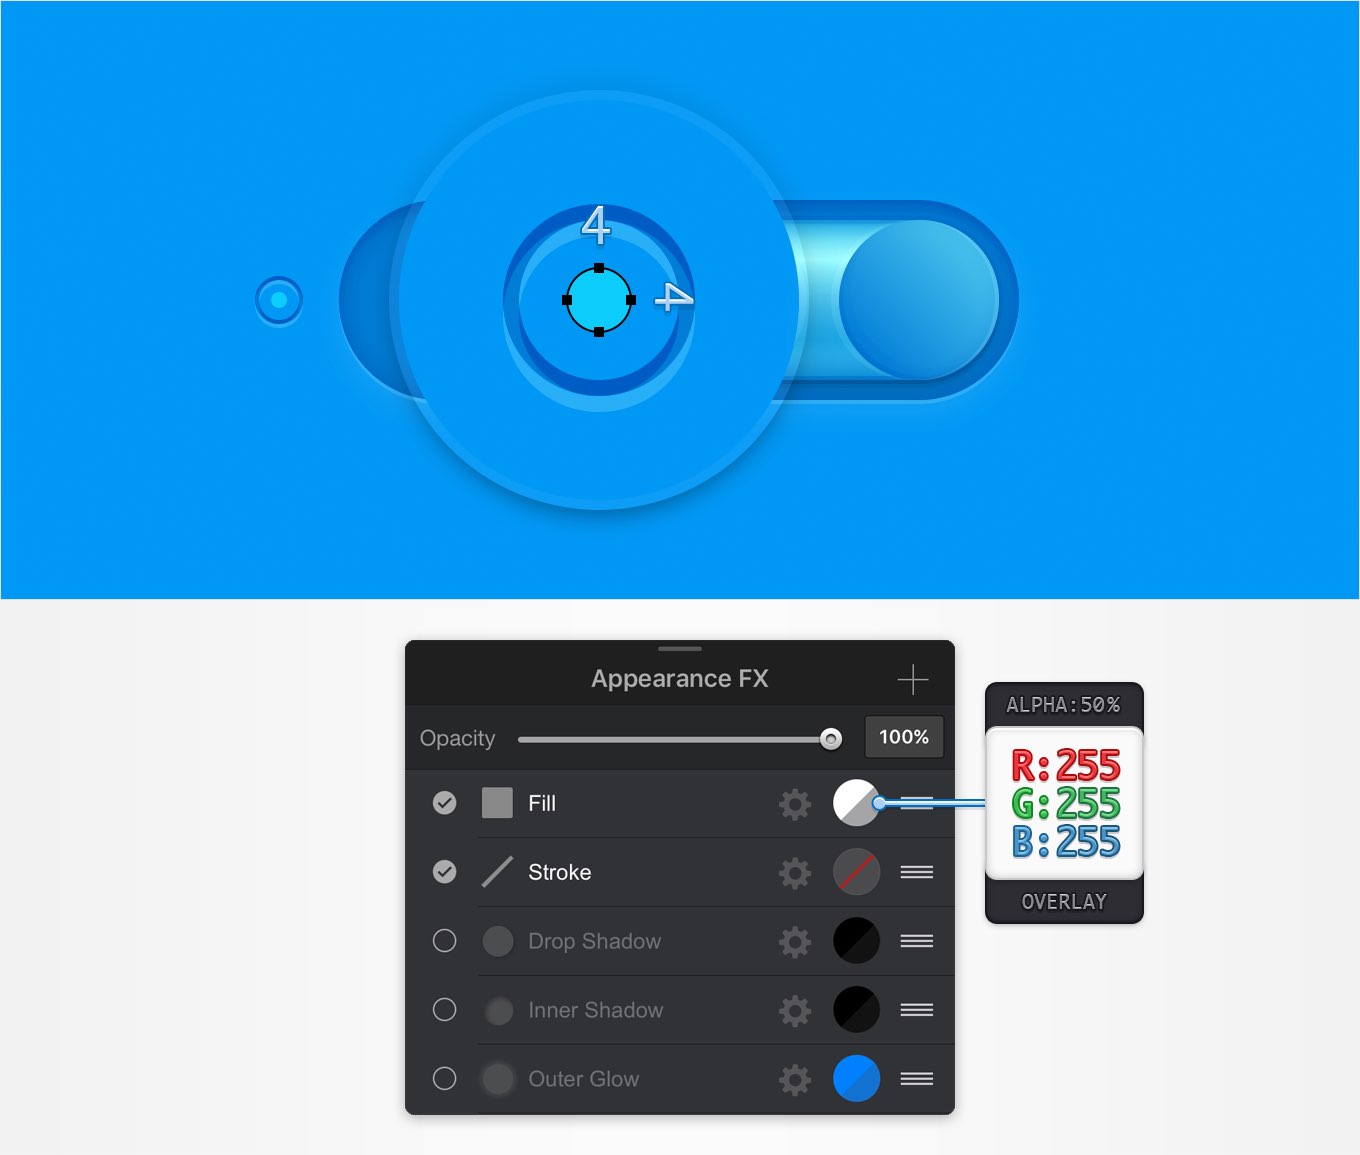 4
4
Appearance FX
Opacity 100%
Fill
Stroke
Drop Shadow
Inner Shadow
Outer Glow
ALPHA:50%
R:255
G:255
B:255
OVERLAY